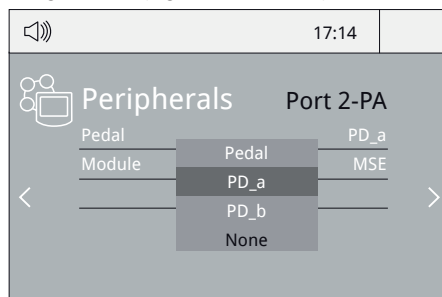 17:14
Peripherals Port 2-PA
Pedal PD_a
Module MSE
Pedal
PD_a
PD_b
None